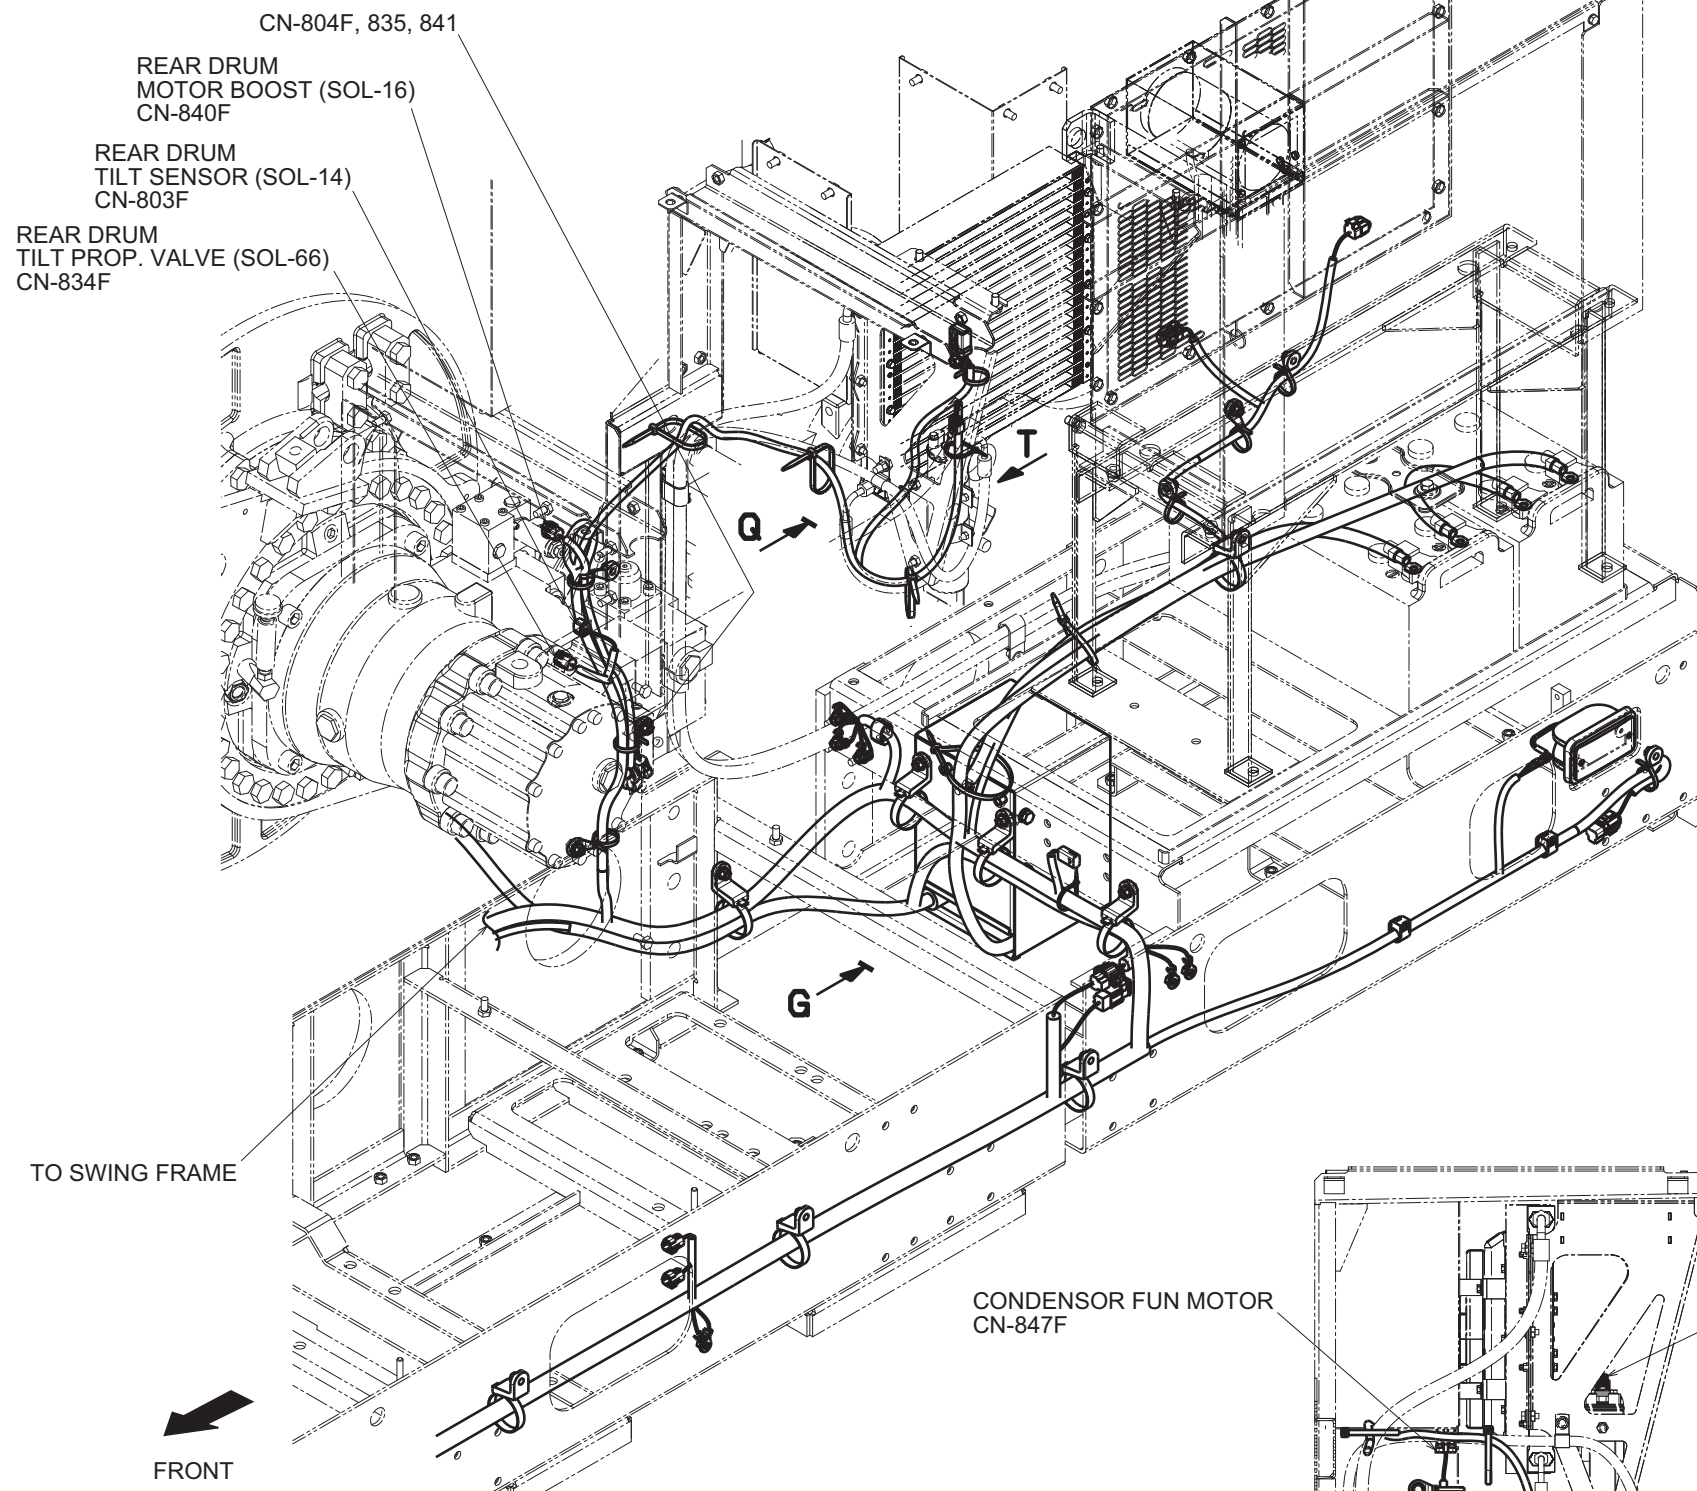 CN-804F, 835, 841
REAR DRUM
MOTOR BOOST (SOL-16)
CN-840F
REAR DRUM
TILT SENSOR (SOL-14)
CN-803F
REAR DRUM
TILT PROP. VALVE (SOL-66)
CN-834F
T
Q
G
TO SWING FRAME
CONDENSOR FUN MOTOR
CN-847F
FRONT